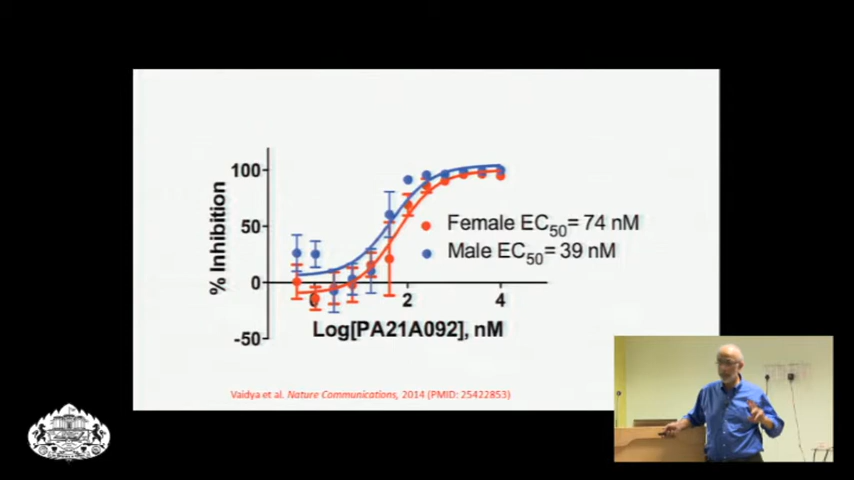 100
50
0
-50
% Inhibition
0
2
4
Log[PA21A092], nM
Female EC50= 74 nM
Male EC50= 39 nM
Vaidya et al. Nature Communications, 2014 (PMID: 25422853)